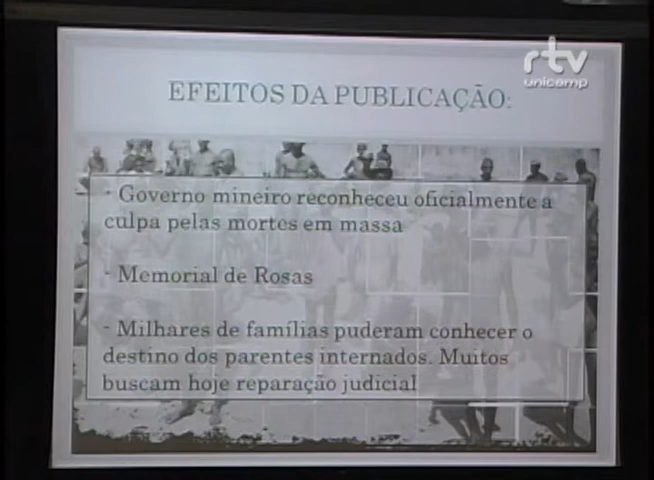 rtv
unicamp
EFEITOS DA PUBLICAÇÃO:
- Governo mineiro reconheceu oficialmente a
culpa pelas mortes em massa
- Memorial de Rosas
- Milhares de famílias puderam conhecer o
destino dos parentes internados. Muitos
buscam hoje reparação judicial